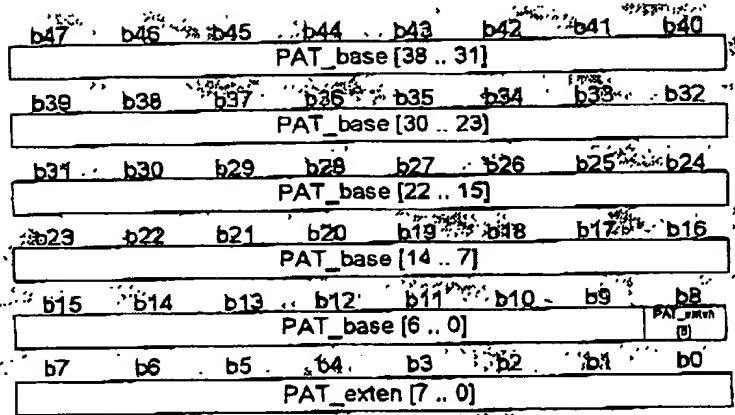 b47 b46 b45 b44 b43 b42 b41 b40
PAT_base [38 .. 31]
b39 b38 b37 b36 b35 b34 b33 b32
PAT_base [30 .. 23]
b31 b30 b29 b28 b27 b26 b25 b24
PAT_base [22 .. 15]
b23 b22 b21 b20 b19 b18 b17 b16
PAT_base [14 .. 7]
b15 b14 b13 b12 b11 b10 b9 b8
PAT_base [6 .. 0] PAT_exten [8]
b7 b6 b5 b4 b3 b2 b1 b0
PAT_exten [7 .. 0]